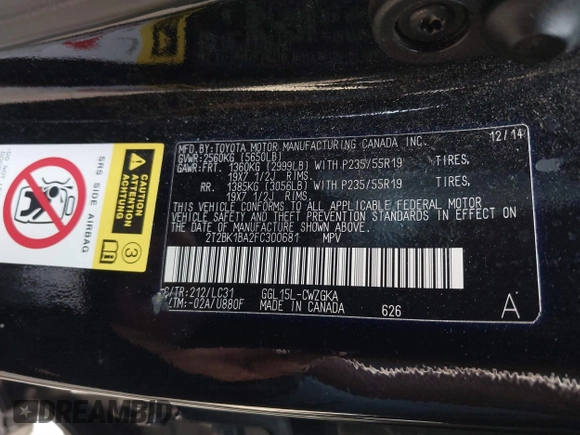 MFD.BY:TOYOTA MOTOR MANUFACTURING CANADA INC. 12/14
GVWR:2560KG (5650LB)
GAWR:FRT. 1360KG (2999LB) WITH P235/55R19 TIRES,
19X7 1/2J RIMS,
RR. 1385KG (3056LB) WITH P235/55R19 TIRES,
19X7 1/2J RIMS,
THIS VEHICLE CONFORMS TO ALL APPLICABLE FEDERAL MOTOR
VEHICLE SAFETY AND THEFT PREVENTION STANDARDS IN EFFECT ON
THE DATE OF MANUFACTURE SHOWN ABOVE.
2T2BK1BA2FC300681 MPV
C/TR:212/LC31 GGL15L-CWZGKA
/TM:-02A/U880F MADE IN CANADA 626 A
SRS SIDE AIRBAG
ATTENTION
ACHTUNG
3
DREAMBID